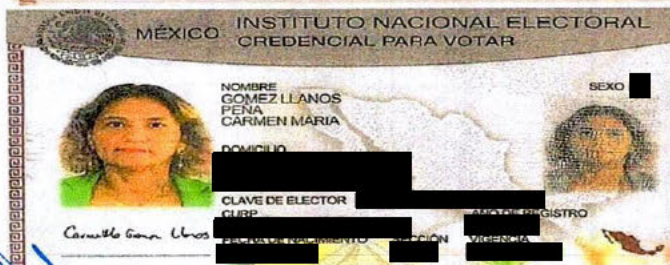 MÉXICO
INSTITUTO NACIONAL ELECTORAL
CREDENCIAL PARA VOTAR
NOMBRE
GOMEZ LLANOS
PEÑA
CARMEN MARIA
SEXO
DOMICILIO
CLAVE DE ELECTOR
CURP
AÑO DE REGISTRO
FECHA DE NACIMIENTO
SECCIÓN
VIGENCIA